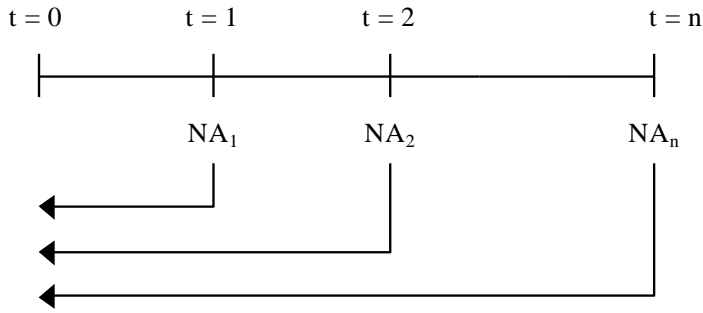 t = 0 t = 1 t = 2 t = n
NA₁ NA₂ NAₙ